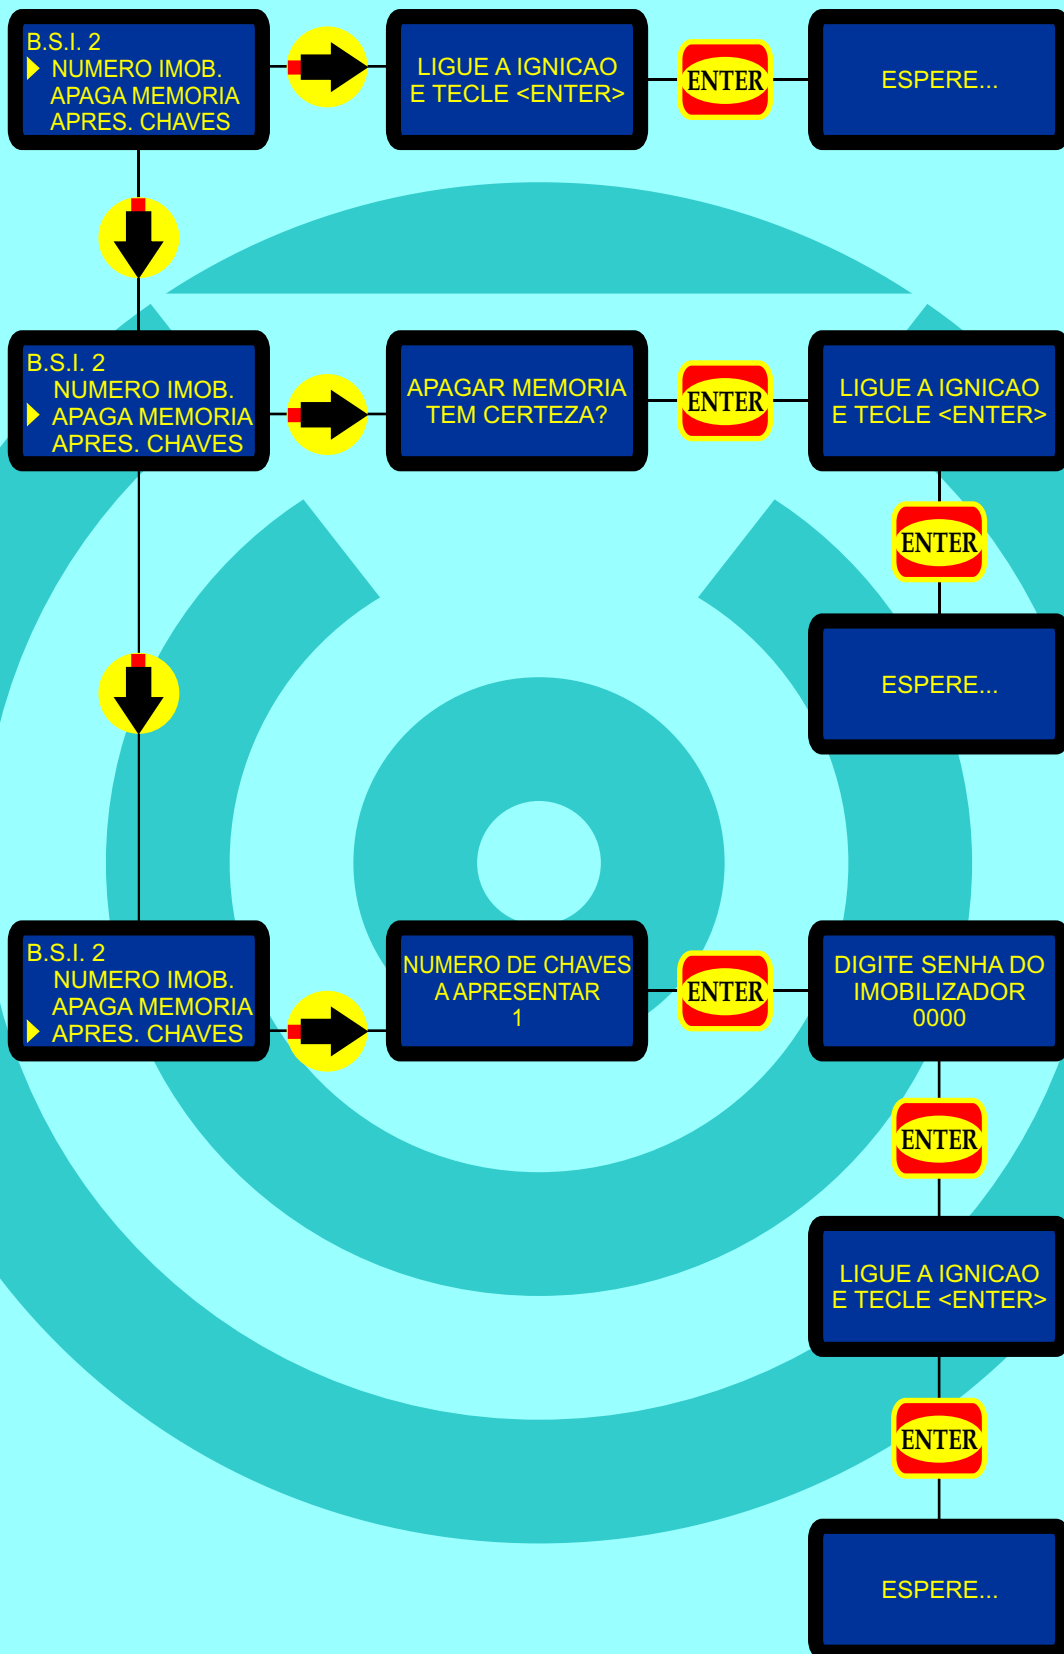 B.S.I. 2
NUMERO IMOB.
APAGA MEMORIA
APRES. CHAVES
LIGUE A IGNICAO
E TECLE <ENTER>
ENTER
ESPERE...
B.S.I. 2
NUMERO IMOB.
APAGA MEMORIA
APRES. CHAVES
APAGAR MEMORIA
TEM CERTEZA?
ENTER
LIGUE A IGNICAO
E TECLE <ENTER>
ENTER
ESPERE...
B.S.I. 2
NUMERO IMOB.
APAGA MEMORIA
APRES. CHAVES
NUMERO DE CHAVES
A APRESENTAR
1
ENTER
DIGITE SENHA DO
IMOBILIZADOR
0000
ENTER
LIGUE A IGNICAO
E TECLE <ENTER>
ENTER
ESPERE...